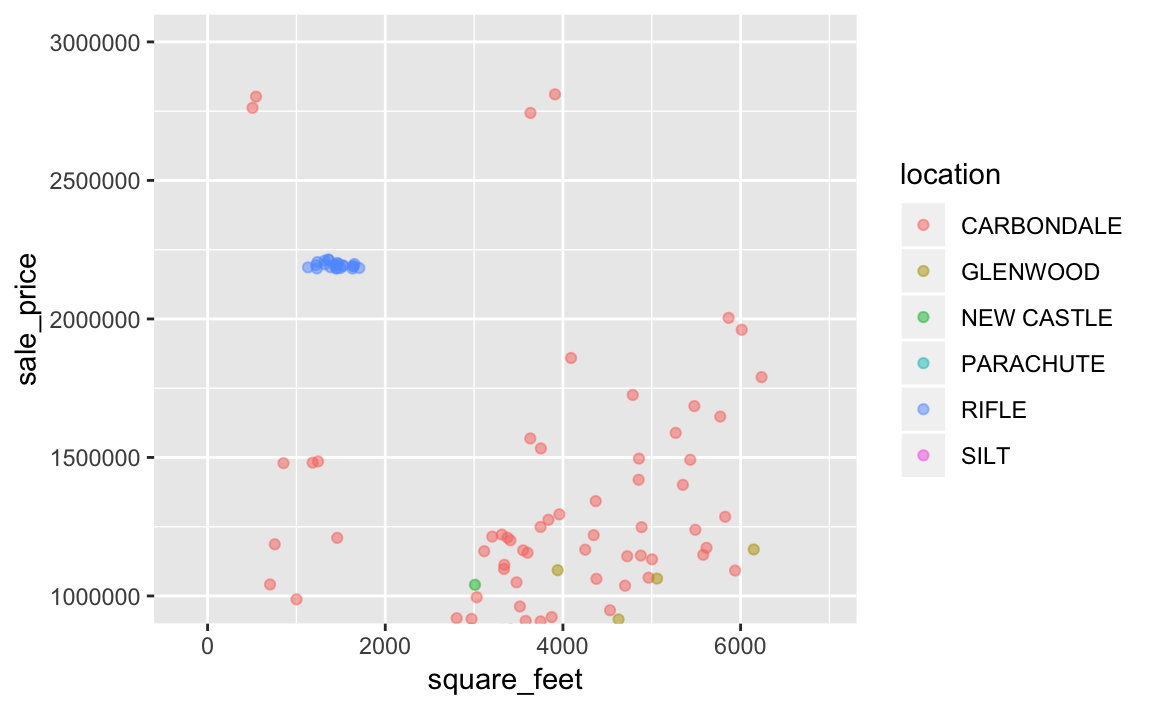 3000000
2500000
2000000
1500000
1000000
sale_price
0 2000 4000 6000
square_feet
location
CARBONDALE
GLENWOOD
NEW CASTLE
PARACHUTE
RIFLE
SILT